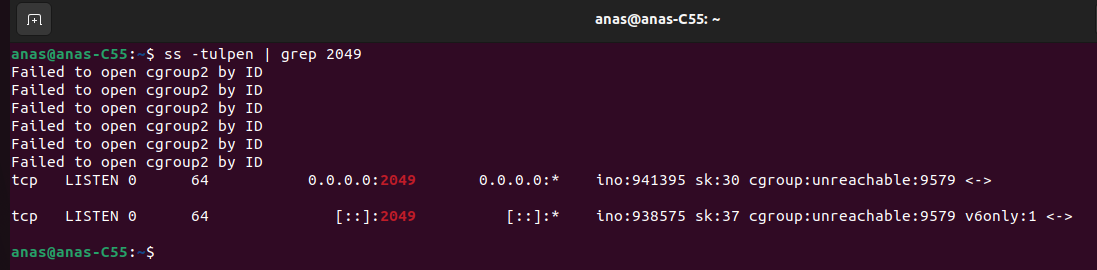 anas@anas-C55: ~
anas@anas-C55:~$ ss -tulpen | grep 2049
Failed to open cgroup2 by ID
Failed to open cgroup2 by ID
Failed to open cgroup2 by ID
Failed to open cgroup2 by ID
Failed to open cgroup2 by ID
Failed to open cgroup2 by ID
tcp   LISTEN 0      64           0.0.0.0:2049       0.0.0.0:*    ino:941395 sk:30 cgroup:unreachable:9579 <->
tcp   LISTEN 0      64              [::]:2049          [::]:*    ino:938575 sk:37 cgroup:unreachable:9579 v6only:1 <->
anas@anas-C55:~$